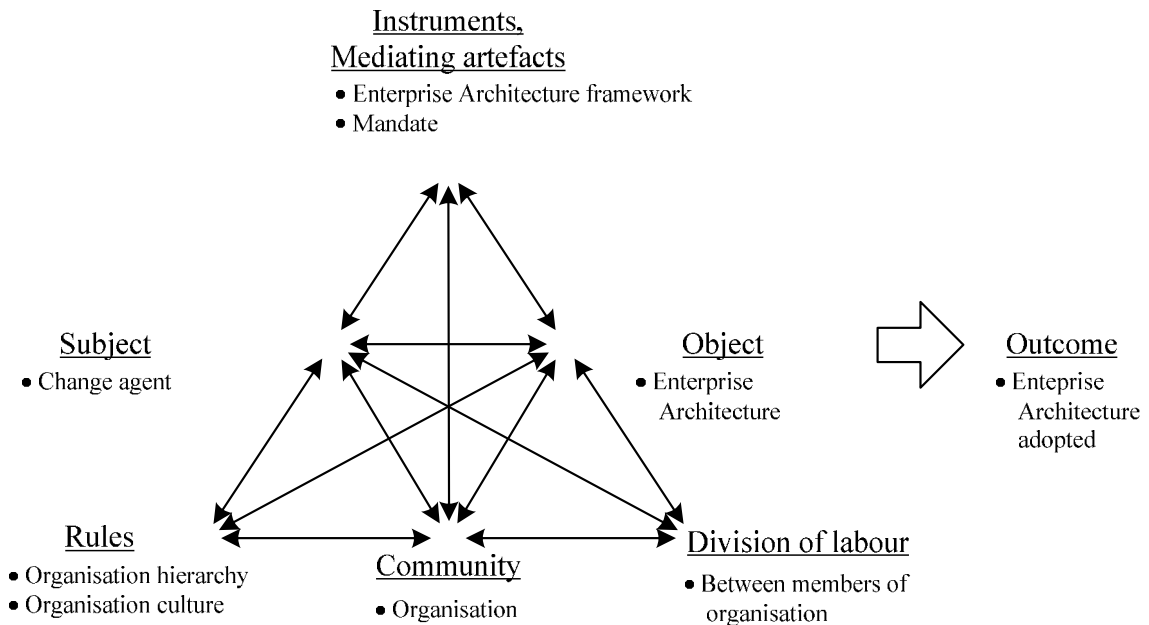 Instruments,
Mediating artefacts
• Enterprise Architecture framework
• Mandate
Subject
• Change agent
Object
• Enterprise
Architecture
Outcome
• Enteprise
Architecture
adopted
Rules
• Organisation hierarchy
• Organisation culture
Community
• Organisation
Division of labour
• Between members of
organisation